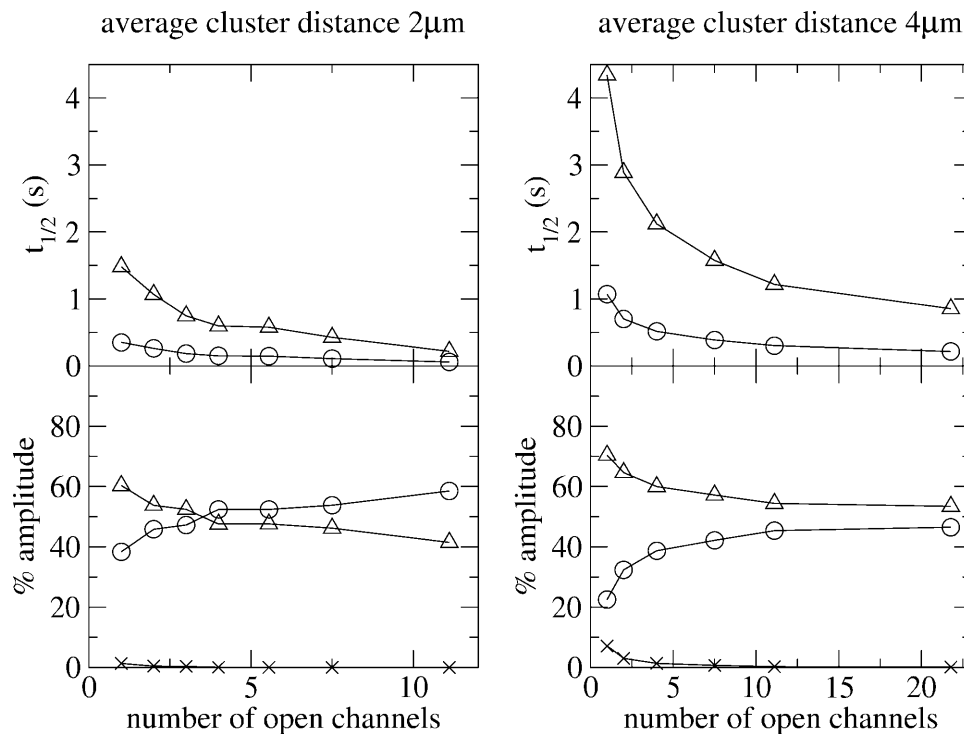 average cluster distance 2μm
average cluster distance 4μm
4
3
2
1
0
t1/2 (s)
4
3
2
1
0
t1/2 (s)
80
60
40
20
0
% amplitude
80
60
40
20
0
% amplitude
0 5 10
number of open channels
0 5 10 15 20
number of open channels